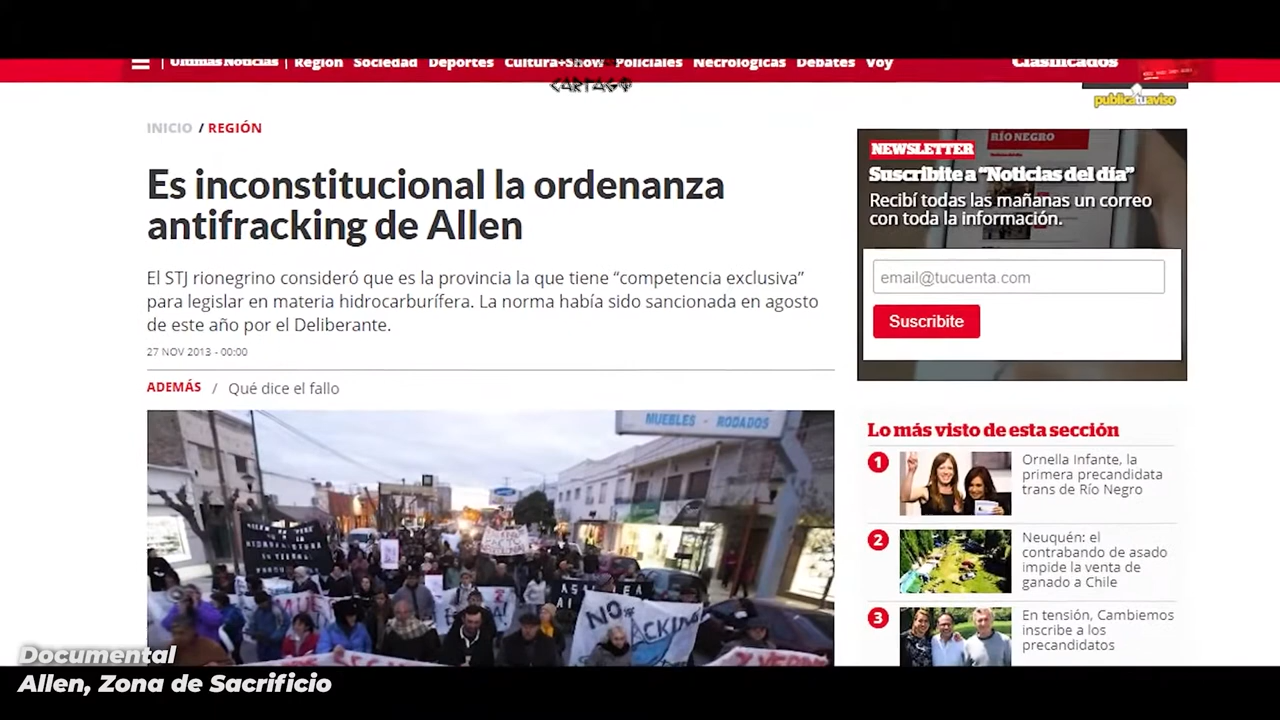 Últimas Noticias
Región
Sociedad
Deportes
Cultura+Show
Policiales
Necrológicas
Debates
Voy
Clasificados
CARTAGO
publicatuaviso
INICIO / REGIÓN
Es inconstitucional la ordenanza
antifracking de Allen
El STJ rionegrino consideró que es la provincia la que tiene “competencia exclusiva”
para legislar en materia hidrocarburífera. La norma había sido sancionada en agosto
de este año por el Deliberante.
27 NOV 2013 - 00:00
ADEMÁS / Qué dice el fallo
MUEBLES - RODADOS
NO
RÍO NEGRO
NEWSLETTER
Suscribite a “Noticias del día”
Recibí todas las mañanas un correo
con toda la información.
email@tucuenta.com
Suscribite
Lo más visto de esta sección
1
Ornella Infante, la
primera precandidata
trans de Río Negro
2
Neuquén: el
contrabando de asado
impide la venta de
ganado a Chile
3
En tensión, Cambiemos
inscribe a los
precandidatos
Documental
Allen, Zona de Sacrificio